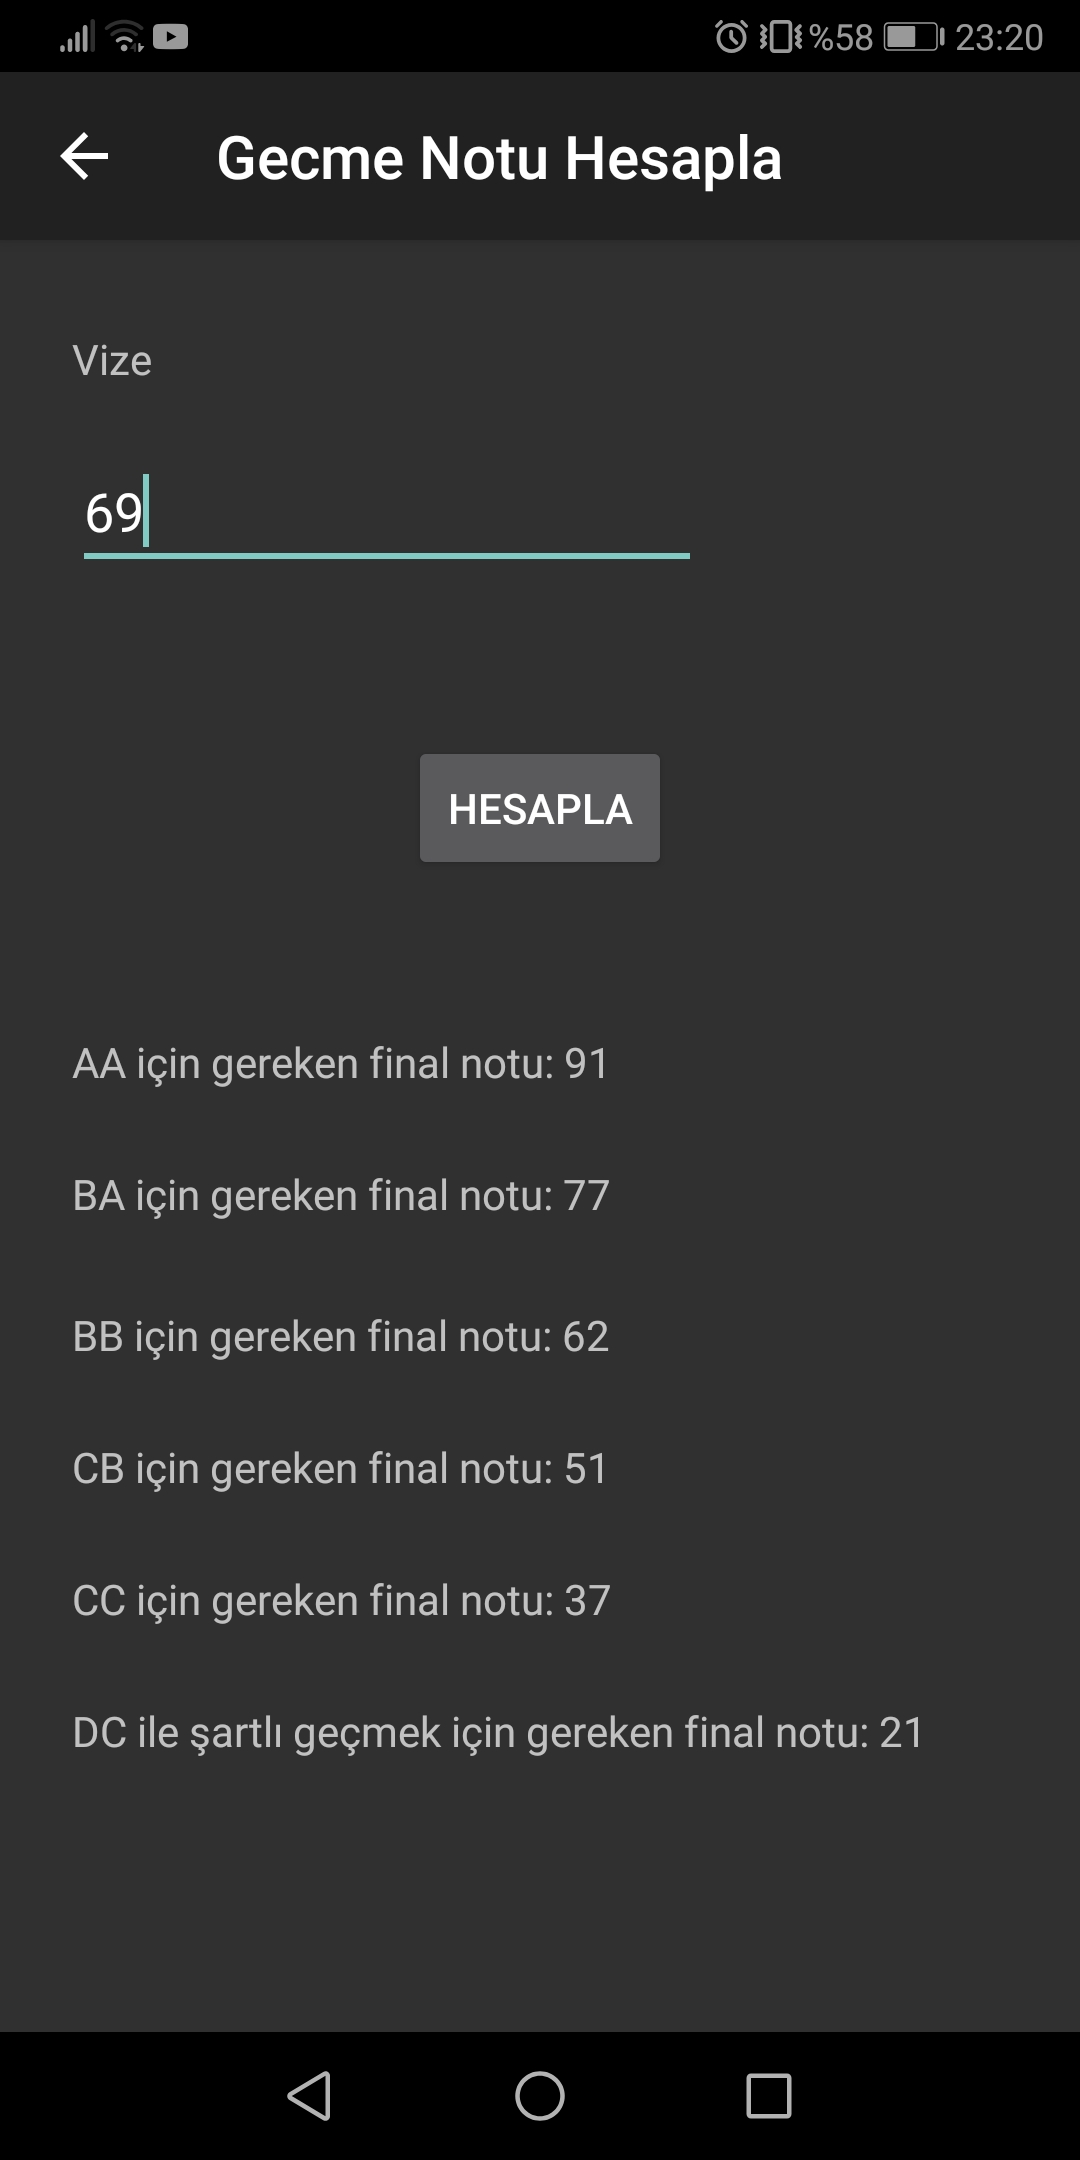 %58 23:20
Gecme Notu Hesapla
Vize
69
HESAPLA
AA için gereken final notu: 91
BA için gereken final notu: 77
BB için gereken final notu: 62
CB için gereken final notu: 51
CC için gereken final notu: 37
DC ile şartlı geçmek için gereken final notu: 21